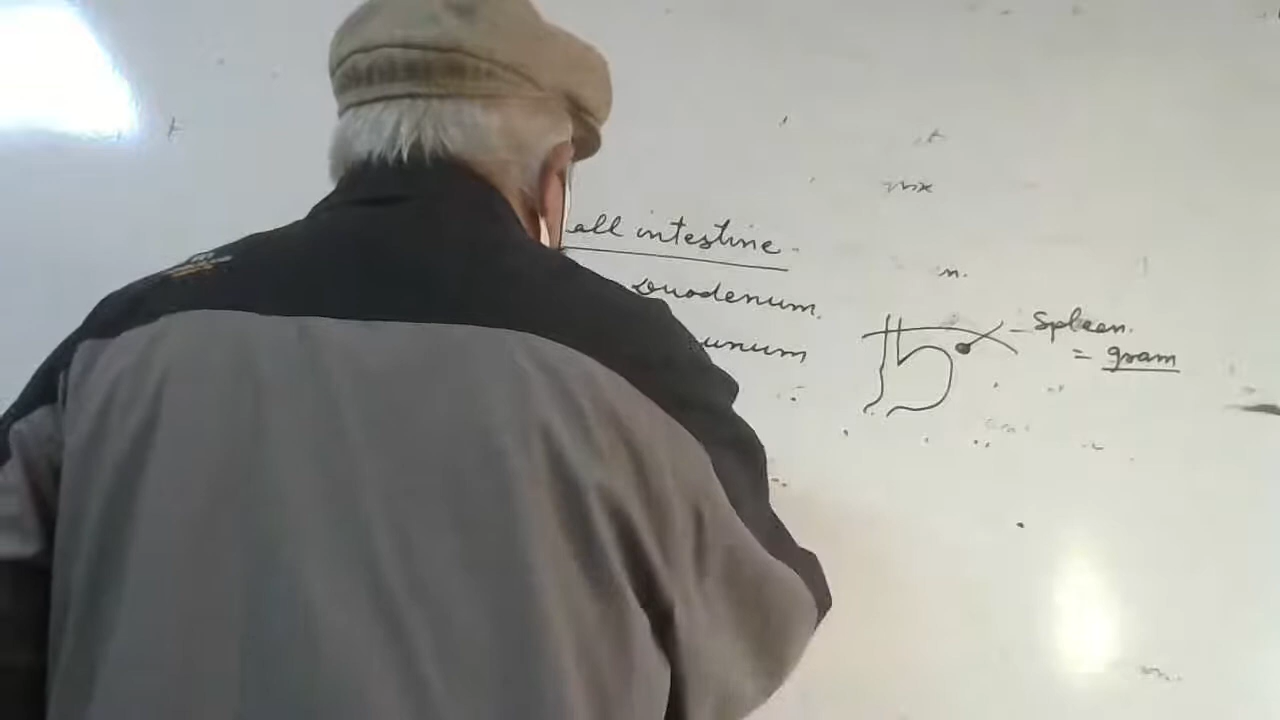 all intestine.
Duodenum.
unum
Spleen.
= gram